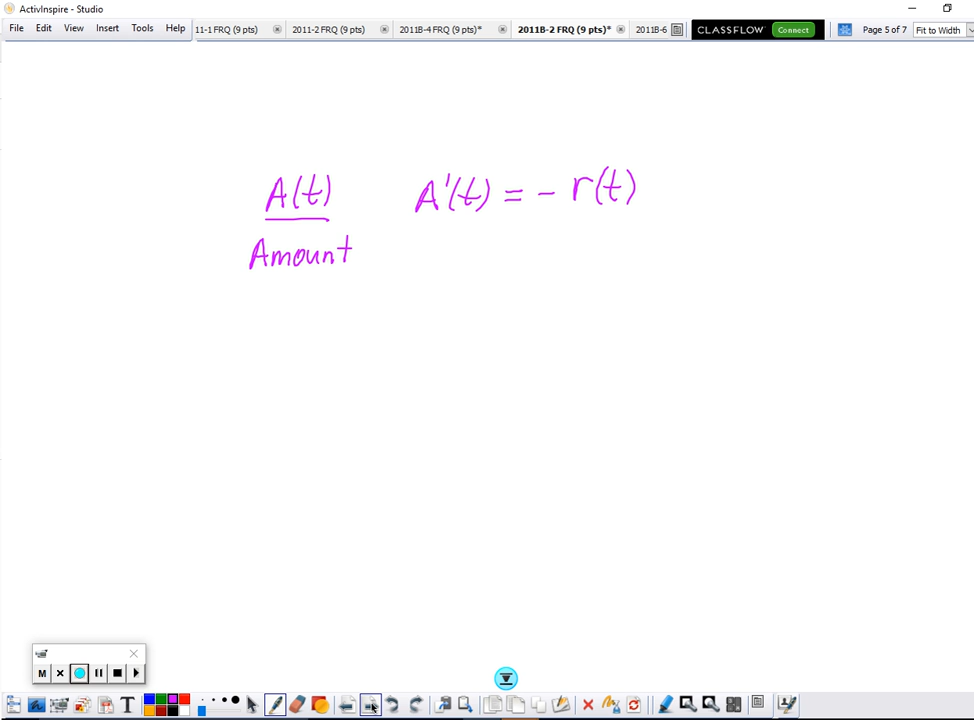 ActivInspire - Studio
File Edit View Insert Tools Help 11-1 FRQ (9 pts) 2011-2 FRQ (9 pts) 2011B-4 FRQ (9 pts)* 2011B-2 FRQ (9 pts)* 2011B-6 CLASSFLOW Connect Page 5 of 7 Fit to Width
A(t) A'(t) = - r(t)
Amount
M
T